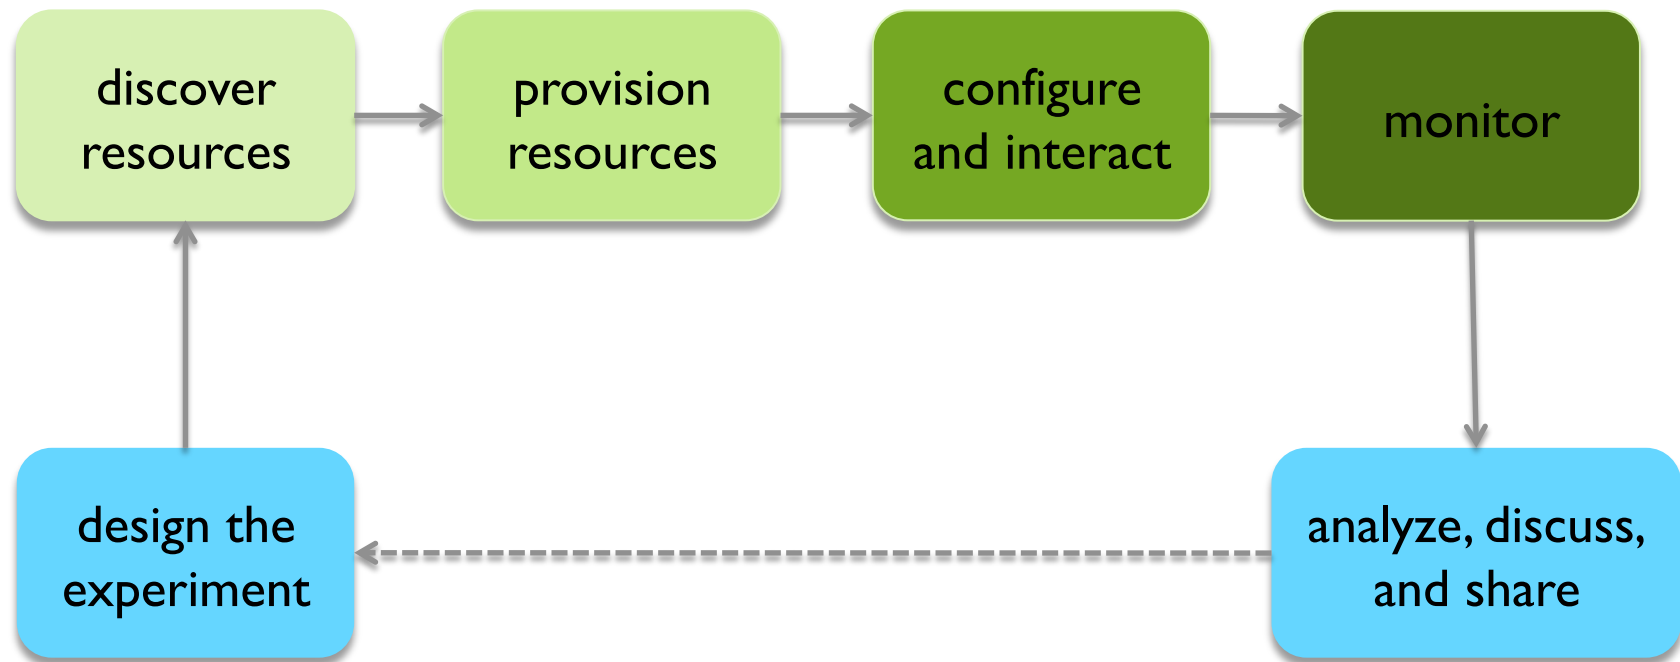 discover
resources
provision
resources
configure
and interact
monitor
design the
experiment
analyze, discuss,
and share